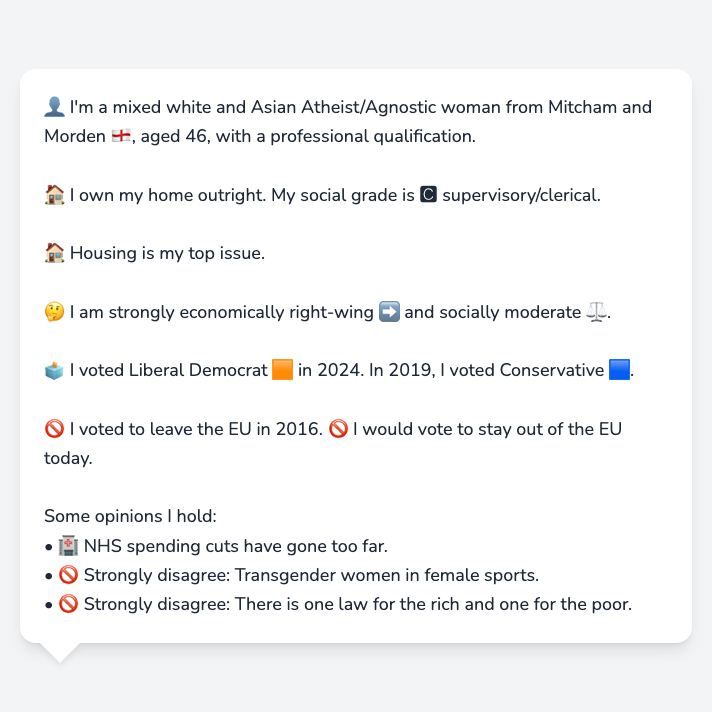 👤 I'm a mixed white and Asian Atheist/Agnostic woman from Mitcham and
Morden 🏴󠁧󠁢󠁥󠁮󠁧󠁿, aged 46, with a professional qualification.
🏠 I own my home outright. My social grade is 🅲 supervisory/clerical.
🏠 Housing is my top issue.
🤔 I am strongly economically right-wing ➡️ and socially moderate ⚖️.
🗳️ I voted Liberal Democrat 🟧 in 2024. In 2019, I voted Conservative 🟦.
🚫 I voted to leave the EU in 2016. 🚫 I would vote to stay out of the EU
today.
Some opinions I hold:
• 🏥 NHS spending cuts have gone too far.
• 🚫 Strongly disagree: Transgender women in female sports.
• 🚫 Strongly disagree: There is one law for the rich and one for the poor.